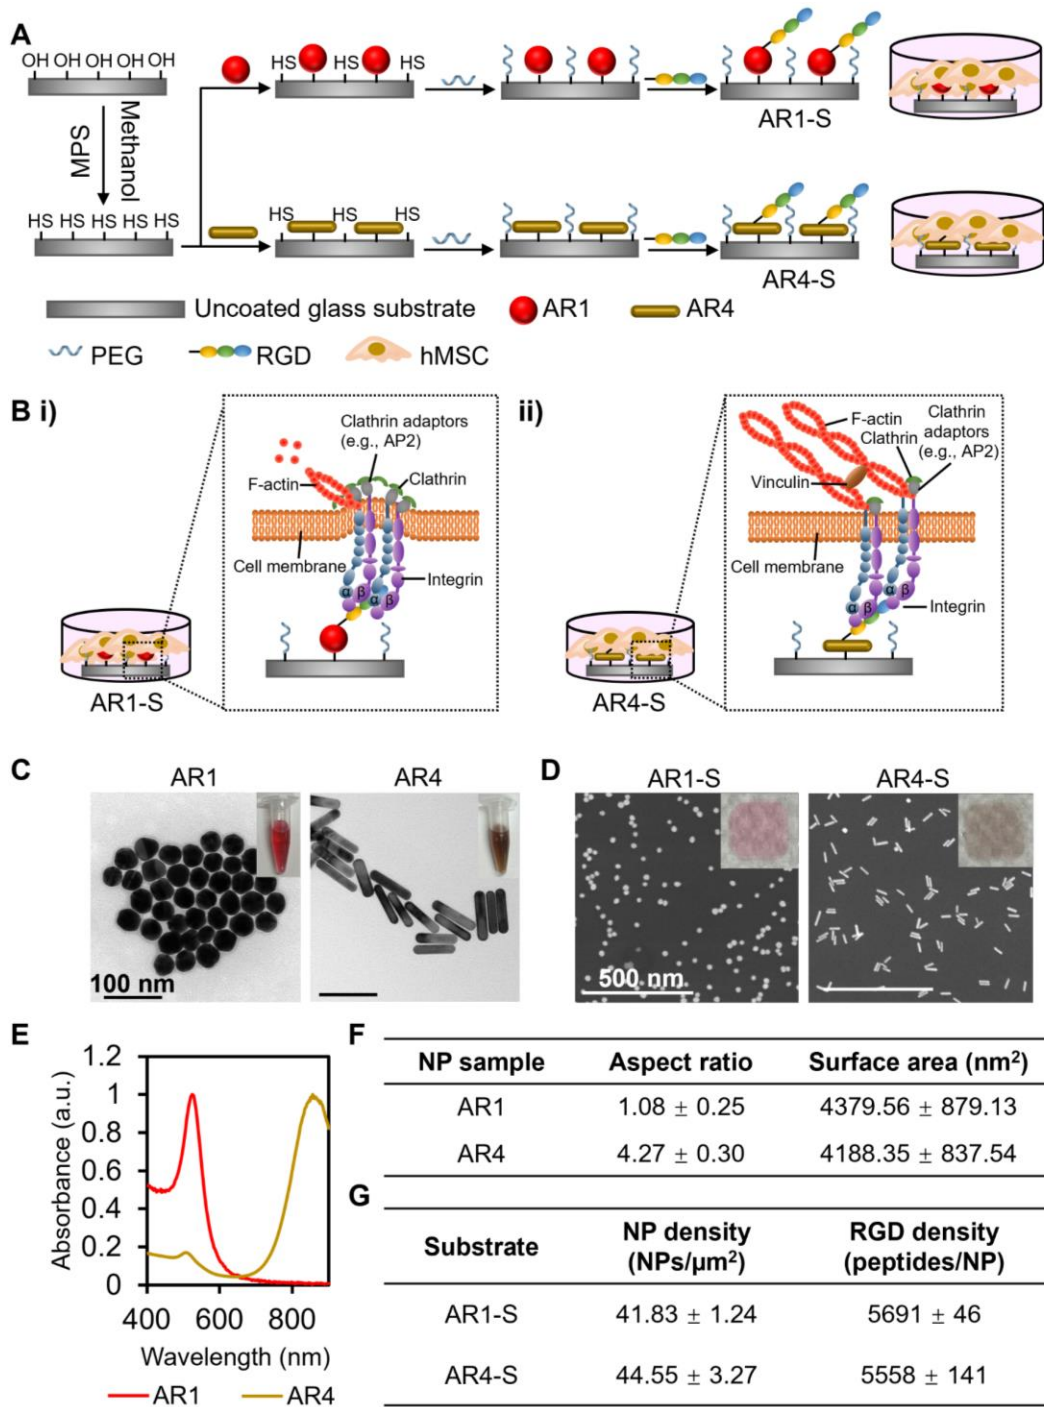 A
OH OH OH OH OH
MPS
Methanol
HS HS HS HS HS
HS HS HS
AR1-S
HS HS HS
AR4-S
Uncoated glass substrate
AR1
AR4
PEG
RGD
hMSC
B i)
Clathrin adaptors
(e.g., AP2)
F-actin
Clathrin
Cell membrane
Integrin
α β
AR1-S
ii)
F-actin
Clathrin
Clathrin
adaptors
(e.g., AP2)
Vinculin
Cell membrane
Integrin
α β
AR4-S
C
AR1
AR4
100 nm
D
AR1-S
AR4-S
500 nm
E
Absorbance (a.u.)
1.2
1
0.8
0.6
0.4
0.2
0
400 600 800
Wavelength (nm)
AR1 AR4
F
NP sample Aspect ratio Surface area (nm²)
AR1 1.08 ± 0.25 4379.56 ± 879.13
AR4 4.27 ± 0.30 4188.35 ± 837.54
G
Substrate NP density (NPs/µm²) RGD density (peptides/NP)
AR1-S 41.83 ± 1.24 5691 ± 46
AR4-S 44.55 ± 3.27 5558 ± 141